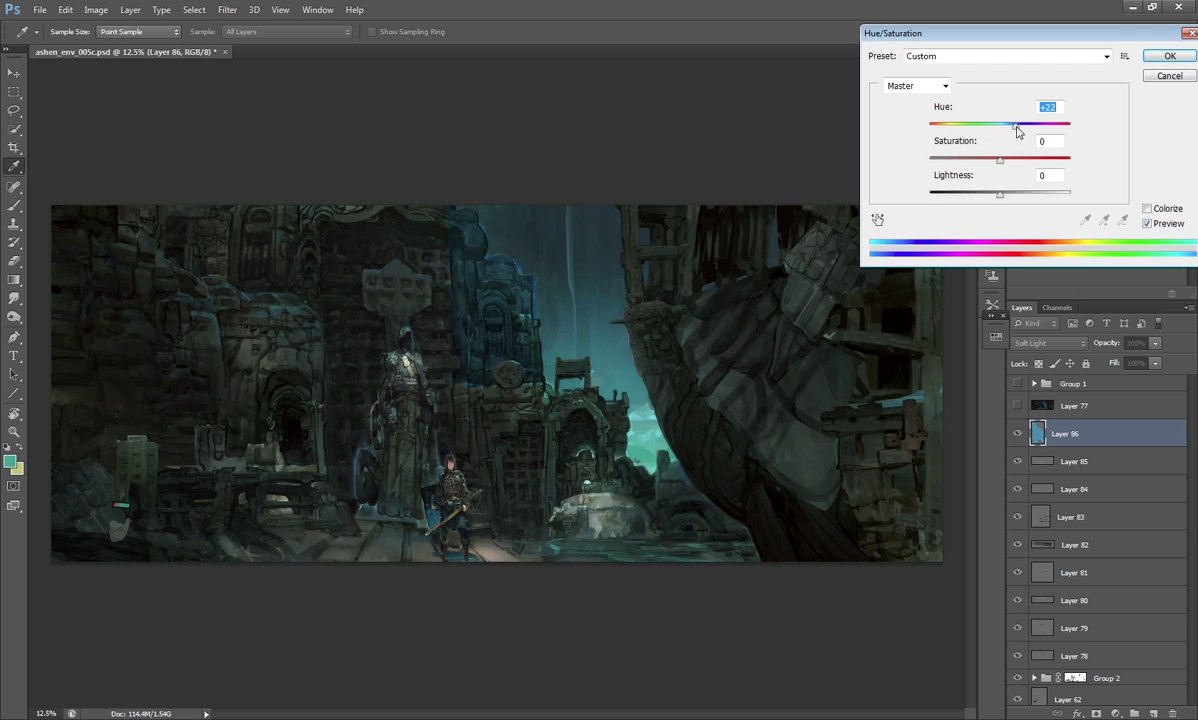 Ps File Edit Image Layer Type Select Filter 3D View Window Help
Sample Size: Point Sample Sample: All Layers Show Sampling Ring
ashen_env_005c.psd @ 12.5% (Layer 86, RGB/8) * ×
Hue/Saturation
Preset: Custom
OK
Cancel
Master
Hue: +22
Saturation: 0
Lightness: 0
Colorize
Preview
Layers Channels
Kind
Soft Light Opacity: 100%
Lock: Fill: 100%
Group 1
Layer 77
Layer 86
Layer 85
Layer 84
Layer 83
Layer 82
Layer 81
Layer 80
Layer 79
Layer 78
Group 2
Layer 62
12.5% Doc: 114.4M/1.54G